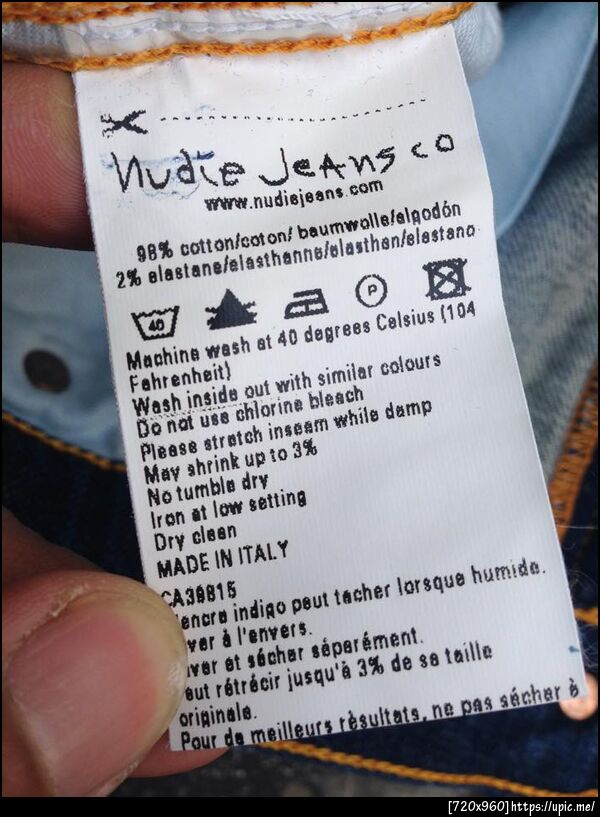 nudie jeans co
www.nudiejeans.com
98% cotton/coton/ baumwolle/algodón
2% elastane/elasthanne/elasthan/elastano
40 P
Machine wash at 40 degrees Celsius (104
Fahrenheit)
Wash inside out with similar colours
Do not use chlorine bleach
Please stretch inseam while damp
May shrink up to 3%
No tumble dry
Iron at low setting
Dry clean
MADE IN ITALY
CA39815
encre indigo peut tacher lorsque humide.
ver à l'envers.
ver et sécher séparément.
eut rétrécir jusqu'à 3% de sa taille
originale.
Pour de meilleurs rèsultats, ne pas sécher à
[720x960]https://upic.me/